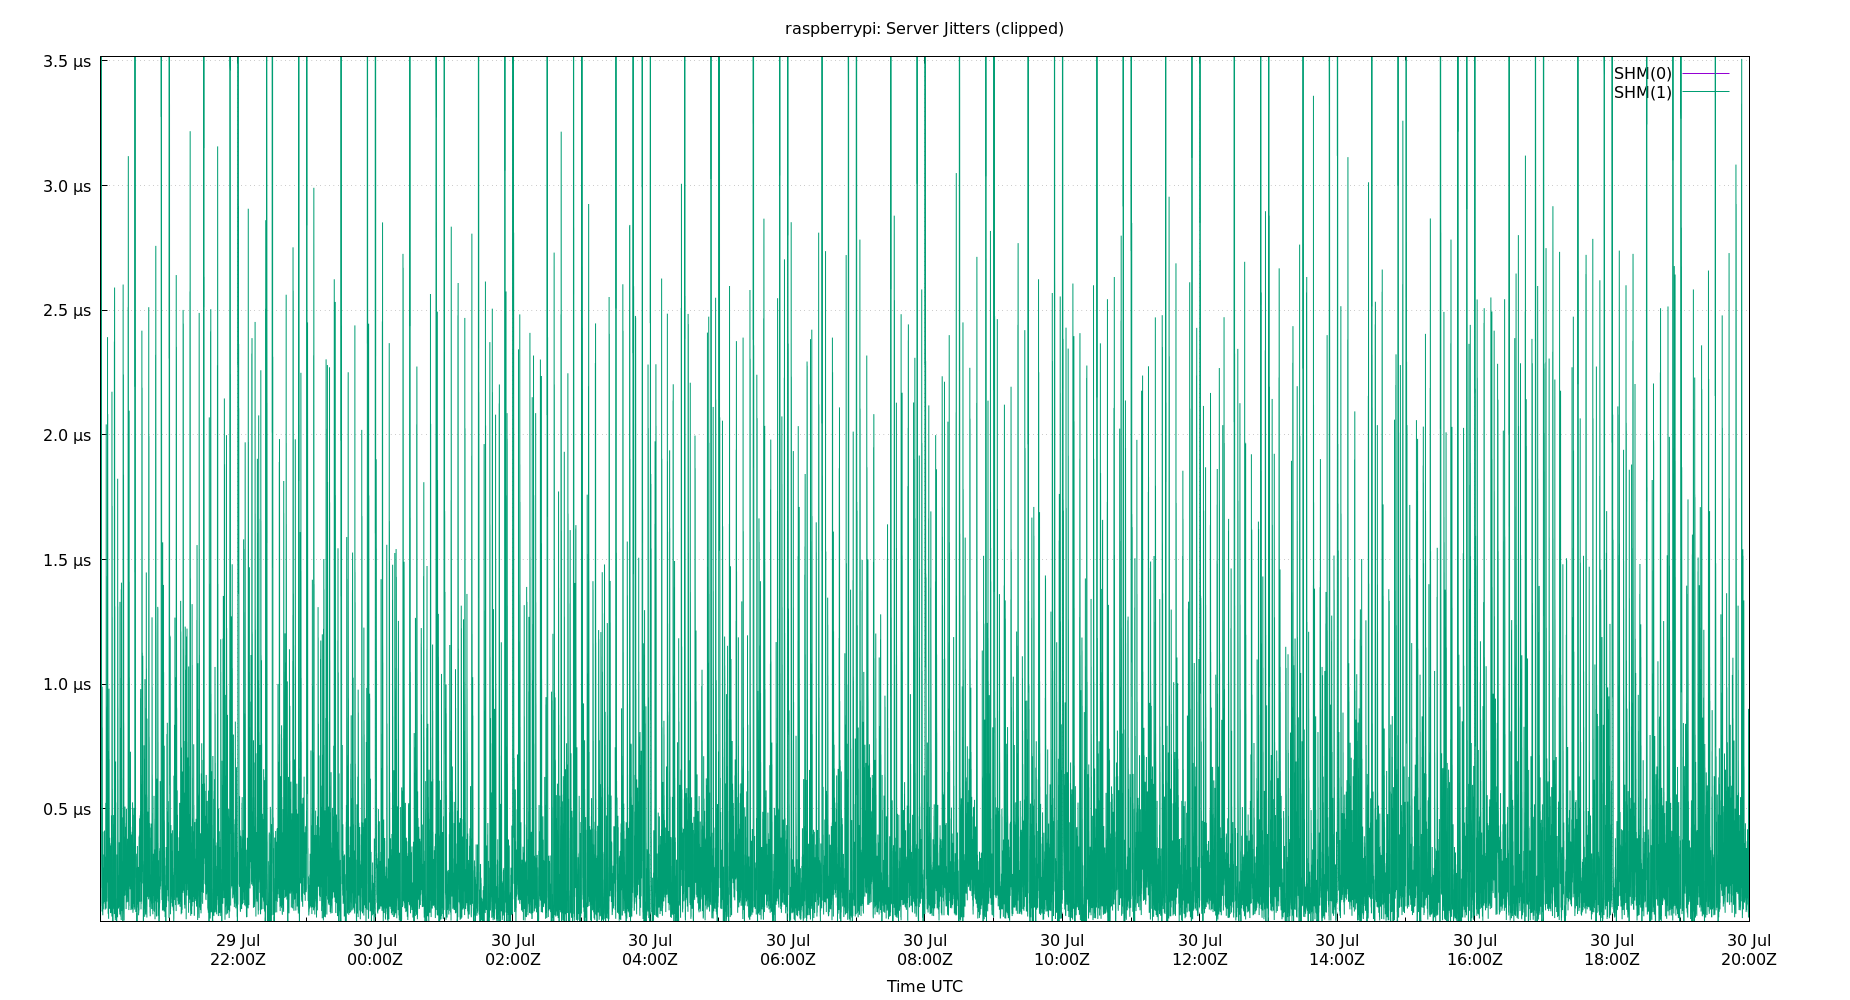 raspberrypi: Server Jitters (clipped)
3.5 µs
3.0 µs
2.5 µs
2.0 µs
1.5 µs
1.0 µs
0.5 µs
SHM(0)
SHM(1)
29 Jul 30 Jul 30 Jul 30 Jul 30 Jul 30 Jul 30 Jul 30 Jul 30 Jul 30 Jul 30 Jul 30 Jul
22:00Z 00:00Z 02:00Z 04:00Z 06:00Z 08:00Z 10:00Z 12:00Z 14:00Z 16:00Z 18:00Z 20:00Z
Time UTC